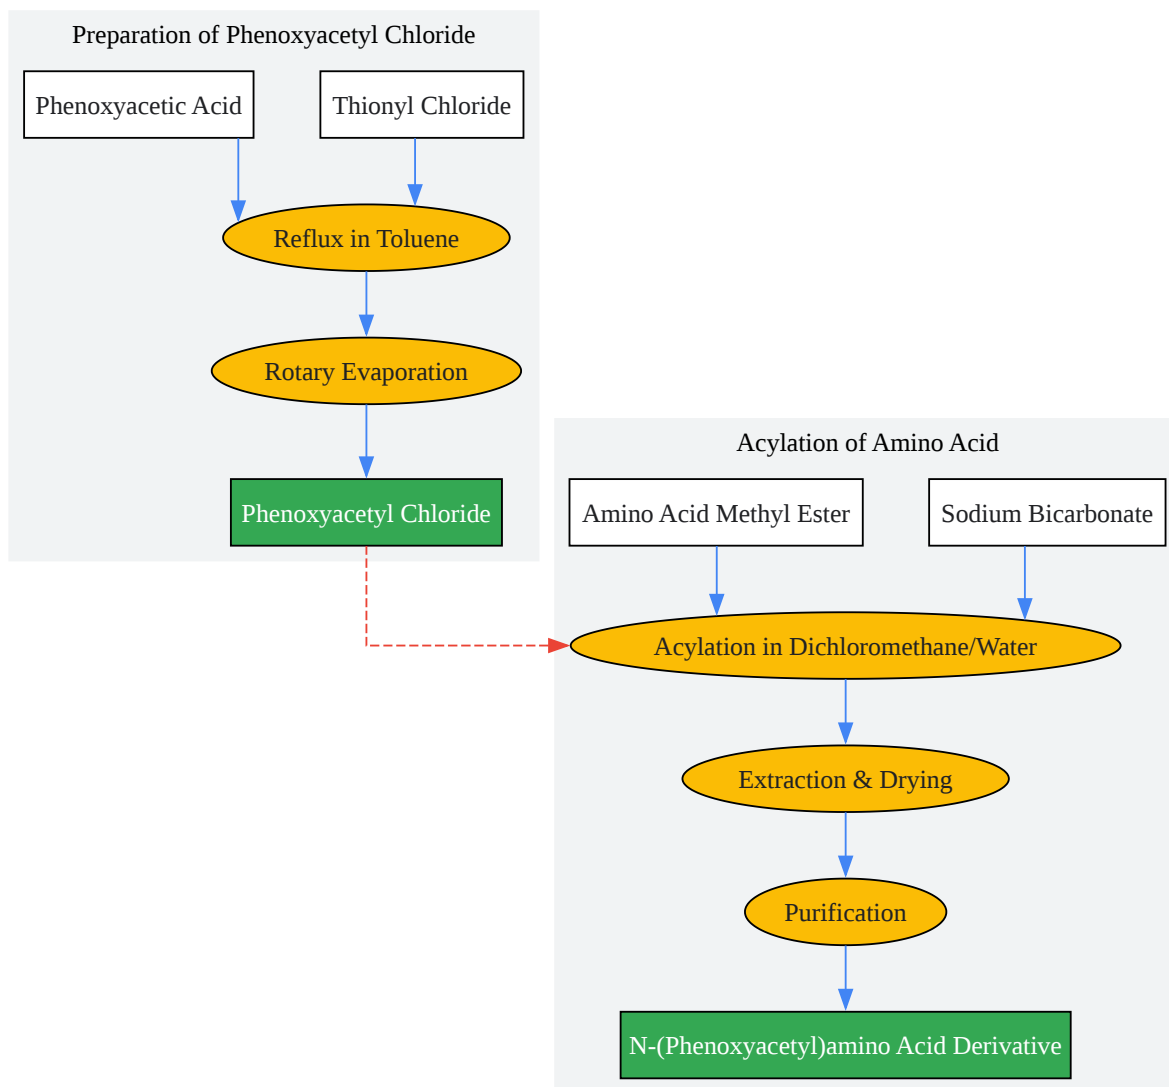 Preparation of Phenoxyacetyl Chloride
Phenoxyacetic Acid
Thionyl Chloride
Reflux in Toluene
Rotary Evaporation
Phenoxyacetyl Chloride
Acylation of Amino Acid
Amino Acid Methyl Ester
Sodium Bicarbonate
Acylation in Dichloromethane/Water
Extraction & Drying
Purification
N-(Phenoxyacetyl)amino Acid Derivative